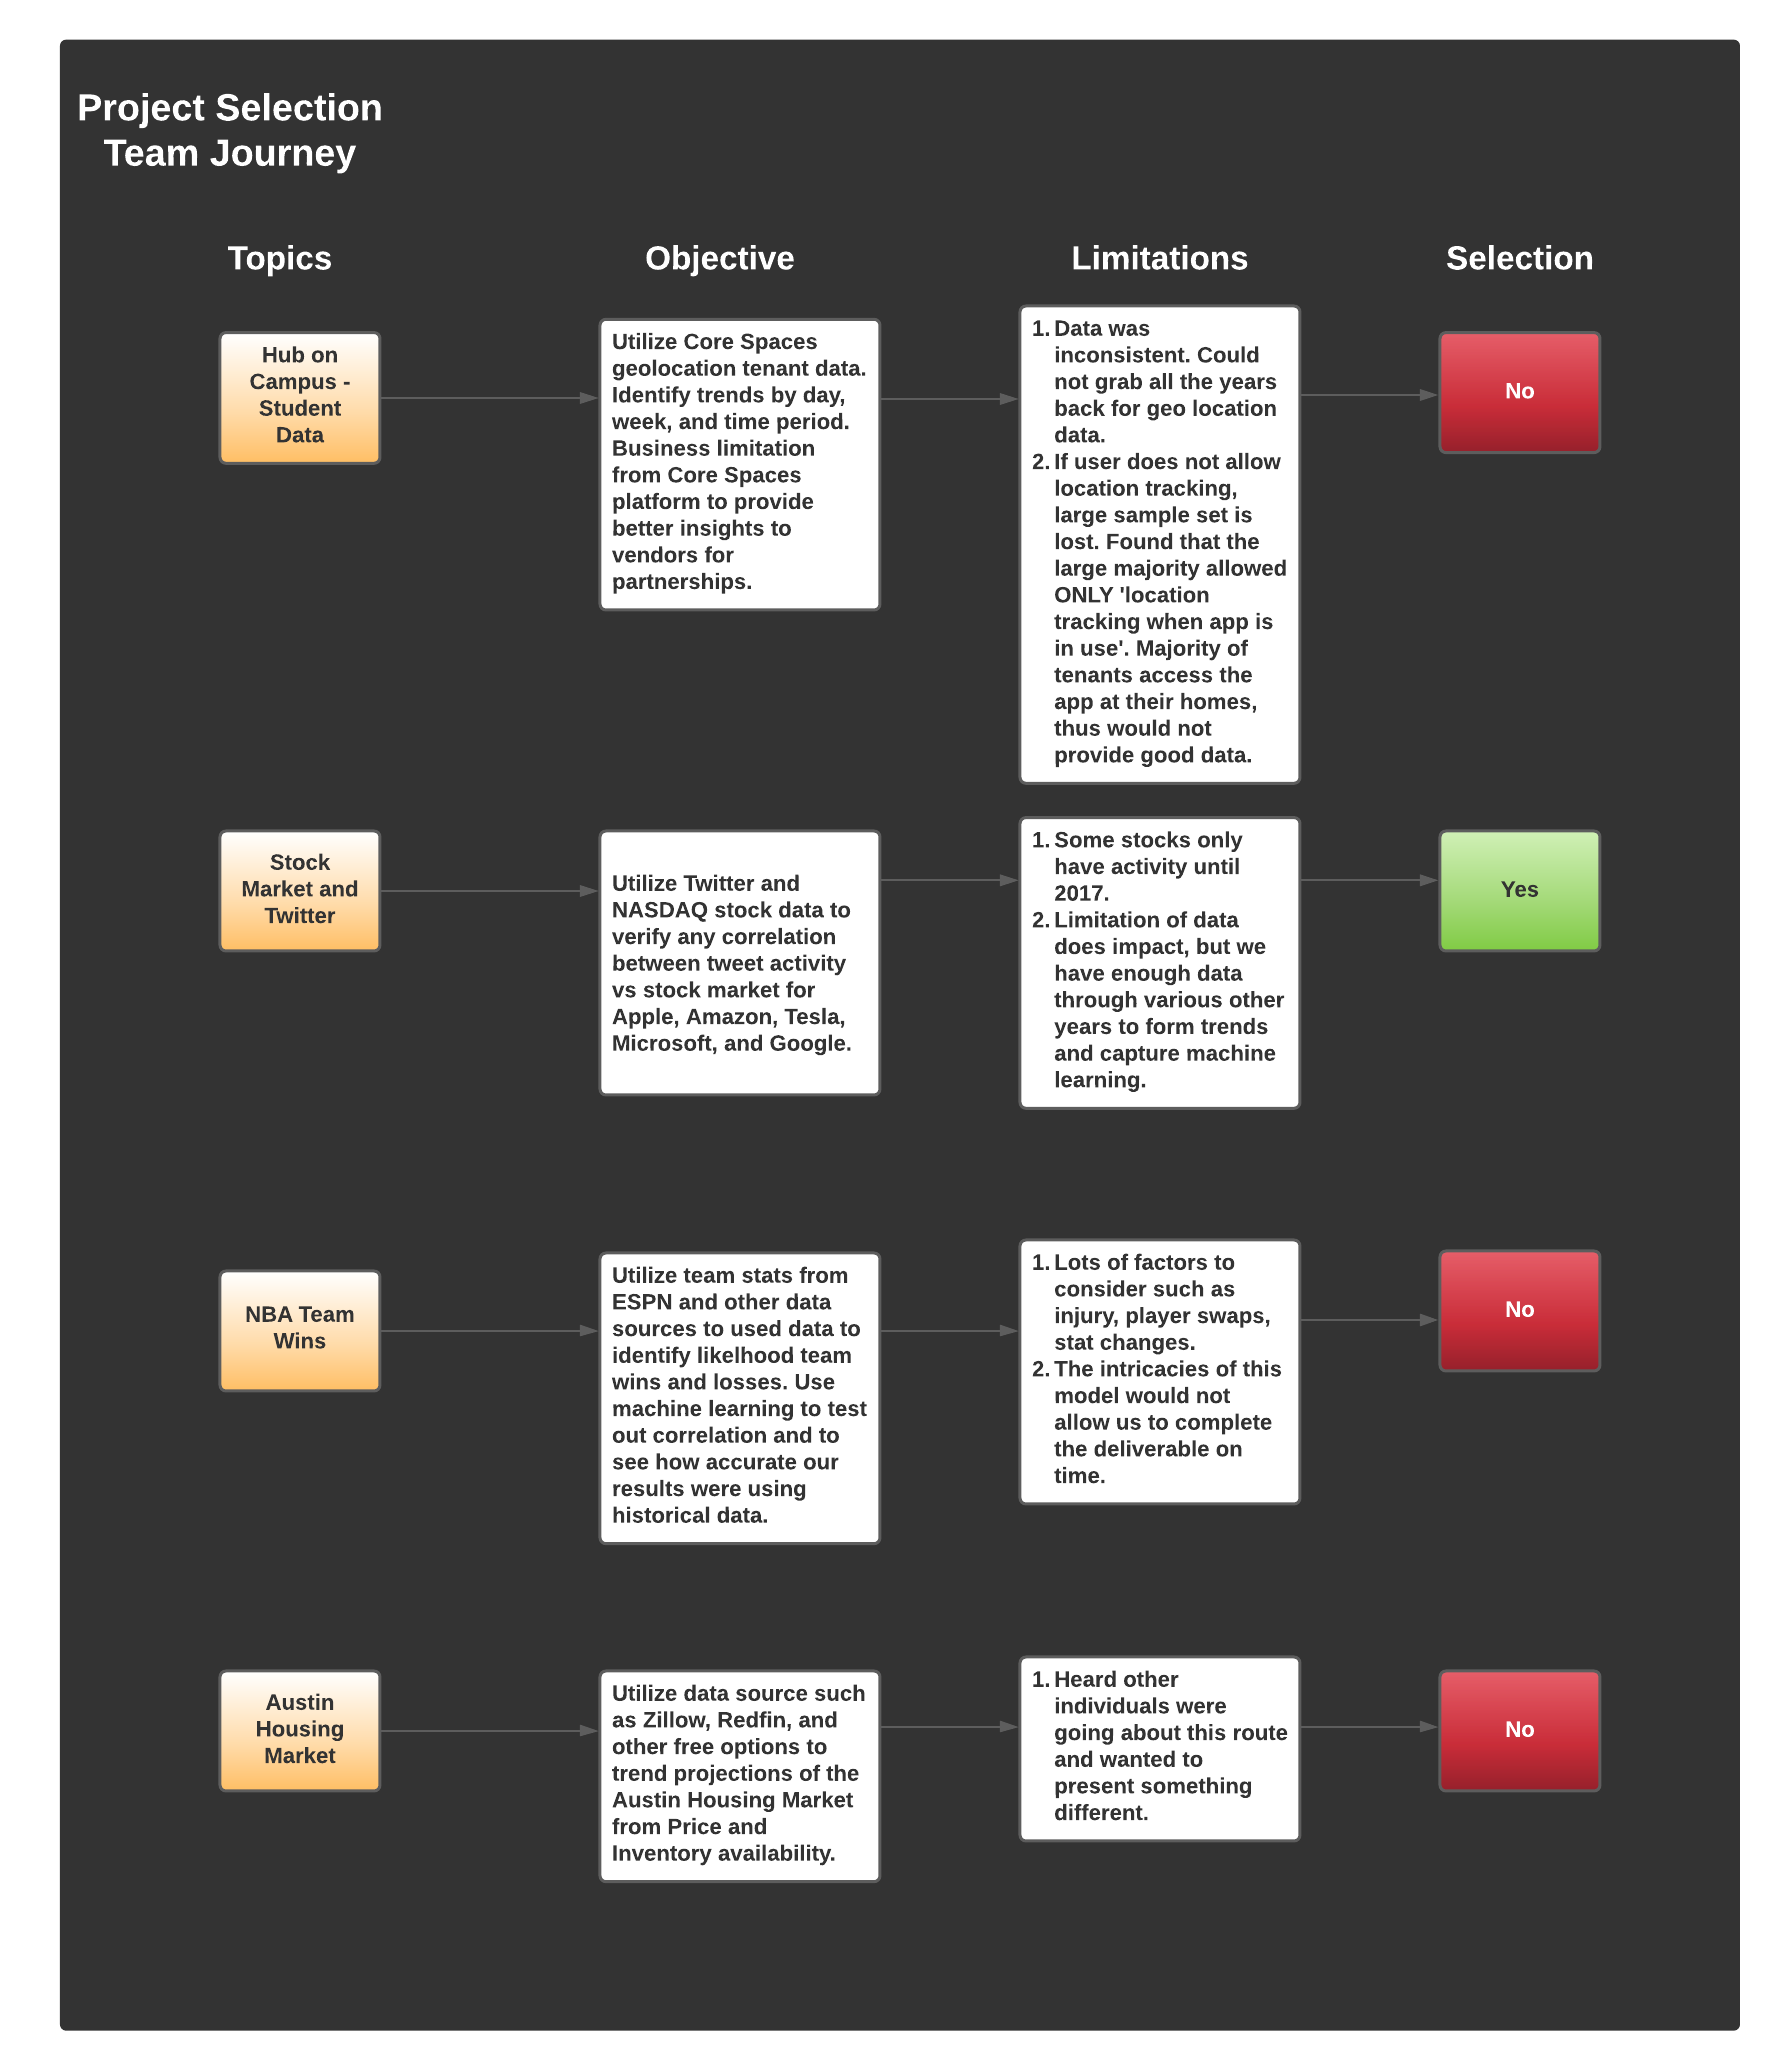 Project Selection
Team Journey
Topics
Objective
Limitations
Selection
Hub on
Campus -
Student
Data
Utilize Core Spaces
geolocation tenant data.
Identify trends by day,
week, and time period.
Business limitation
from Core Spaces
platform to provide
better insights to
vendors for
partnerships.
1. Data was
inconsistent. Could
not grab all the years
back for geo location
data.
2. If user does not allow
location tracking,
large sample set is
lost. Found that the
large majority allowed
ONLY 'location
tracking when app is
in use'. Majority of
tenants access the
app at their homes,
thus would not
provide good data.
No
Stock
Market and
Twitter
Utilize Twitter and
NASDAQ stock data to
verify any correlation
between tweet activity
vs stock market for
Apple, Amazon, Tesla,
Microsoft, and Google.
1. Some stocks only
have activity until
2017.
2. Limitation of data
does impact, but we
have enough data
through various other
years to form trends
and capture machine
learning.
Yes
NBA Team
Wins
Utilize team stats from
ESPN and other data
sources to used data to
identify likelhood team
wins and losses. Use
machine learning to test
out correlation and to
see how accurate our
results were using
historical data.
1. Lots of factors to
consider such as
injury, player swaps,
stat changes.
2. The intricacies of this
model would not
allow us to complete
the deliverable on
time.
No
Austin
Housing
Market
Utilize data source such
as Zillow, Redfin, and
other free options to
trend projections of the
Austin Housing Market
from Price and
Inventory availability.
1. Heard other
individuals were
going about this route
and wanted to
present something
different.
No